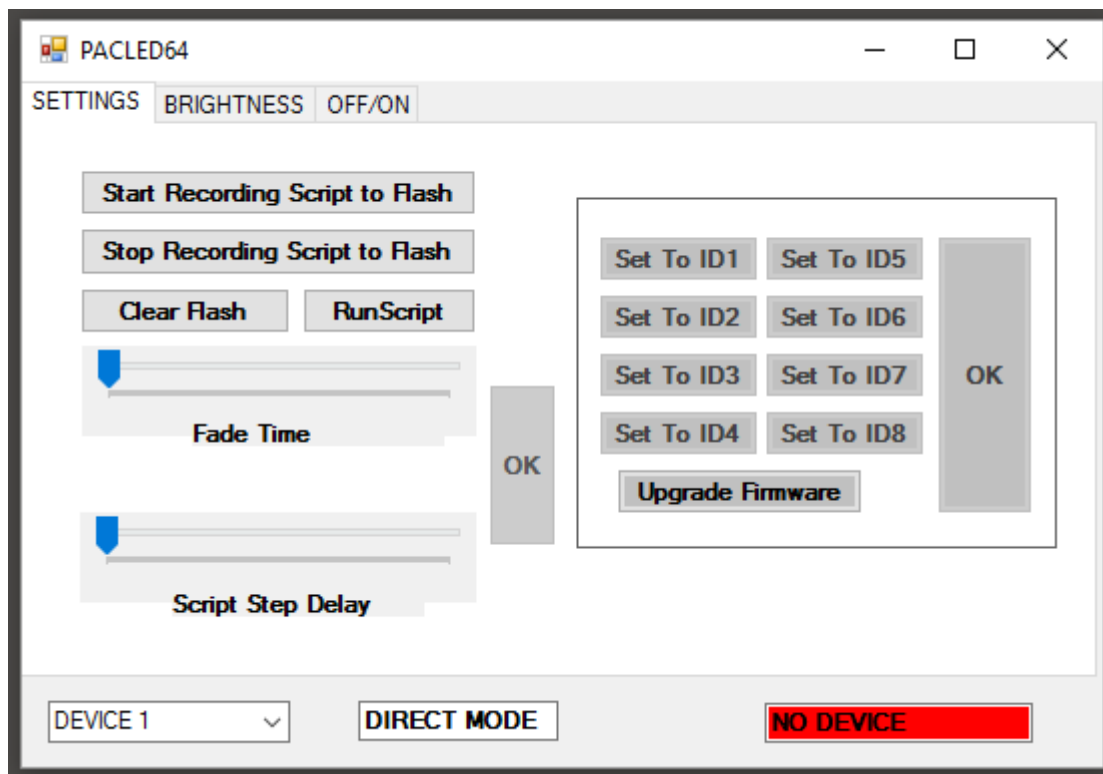 PACLED64
SETTINGS BRIGHTNESS OFF/ON
Start Recording Script to Flash
Stop Recording Script to Flash
Clear Flash RunScript
Fade Time
OK
Script Step Delay
Set To ID1 Set To ID5
Set To ID2 Set To ID6
Set To ID3 Set To ID7
Set To ID4 Set To ID8
OK
Upgrade Firmware
DEVICE 1 DIRECT MODE NO DEVICE